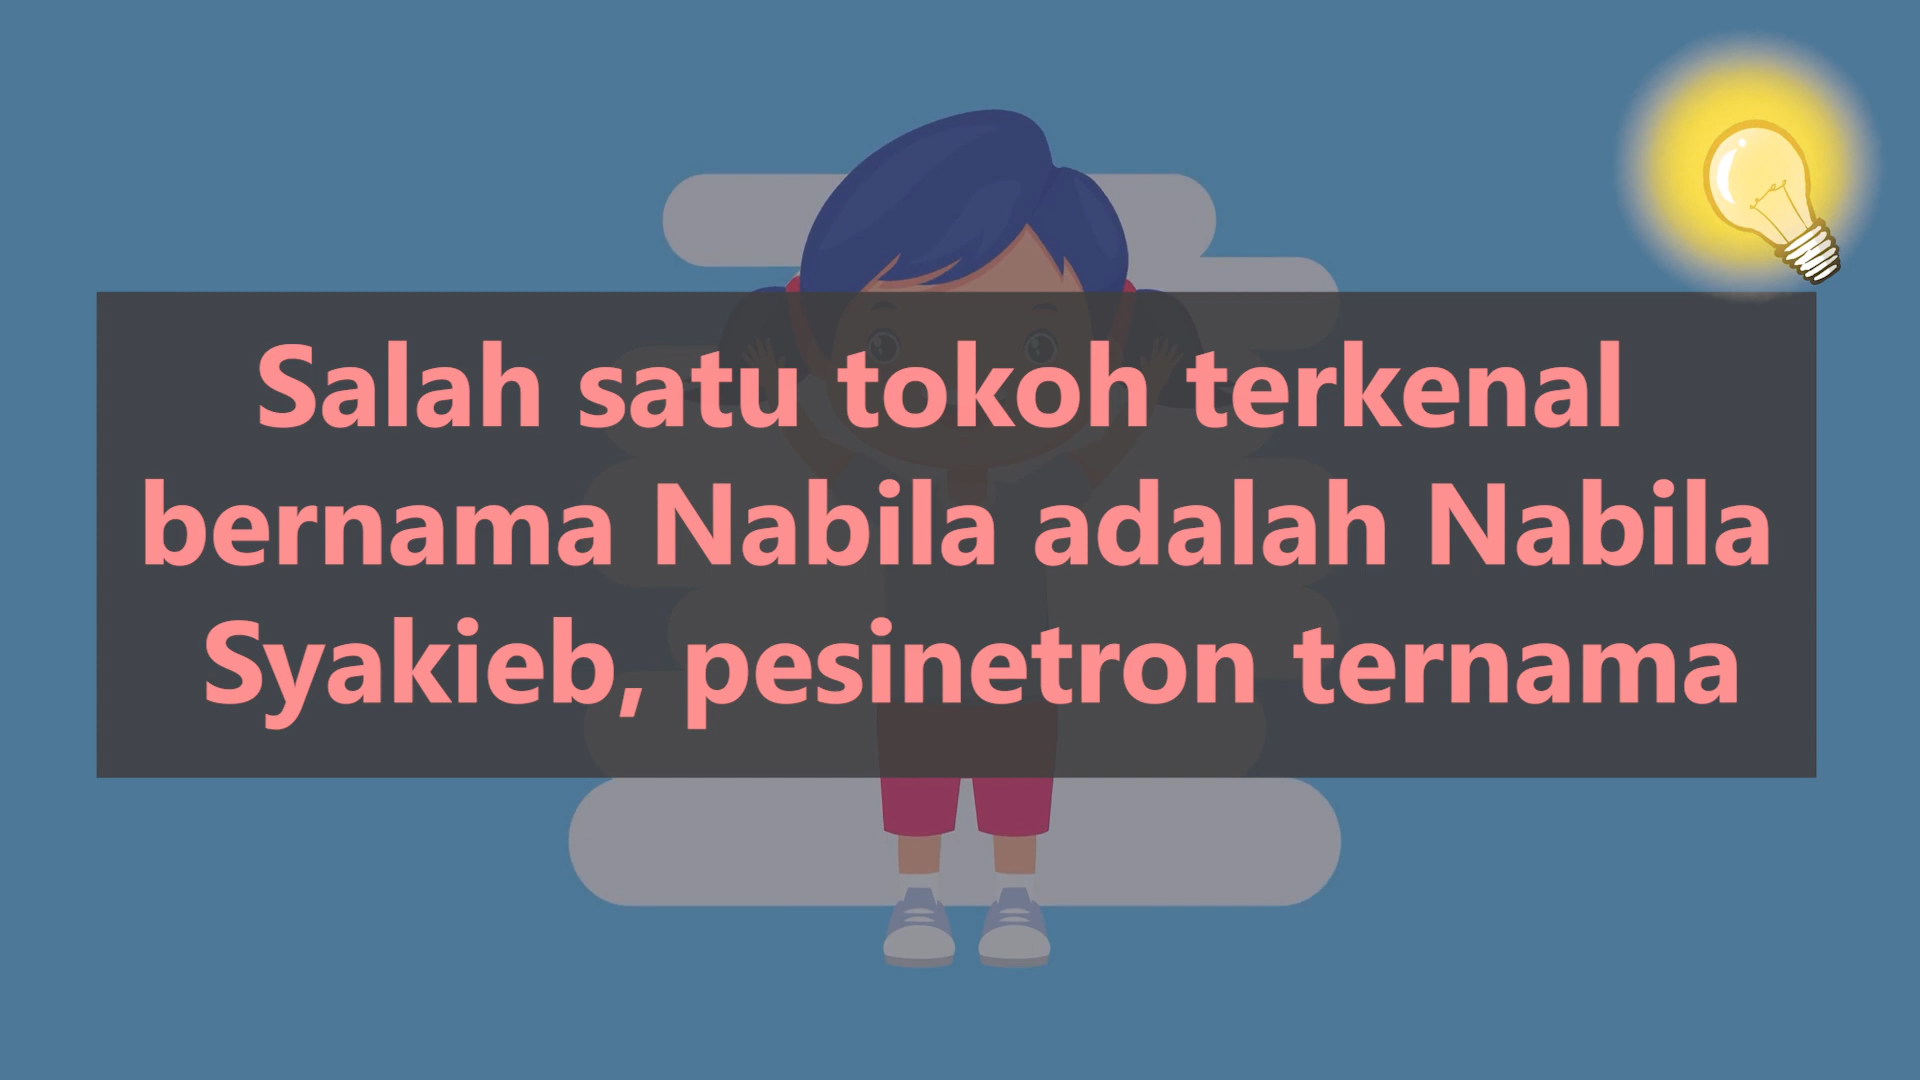 Salah satu tokoh terkenal
bernama Nabila adalah Nabila
Syakieb, pesinetron ternama